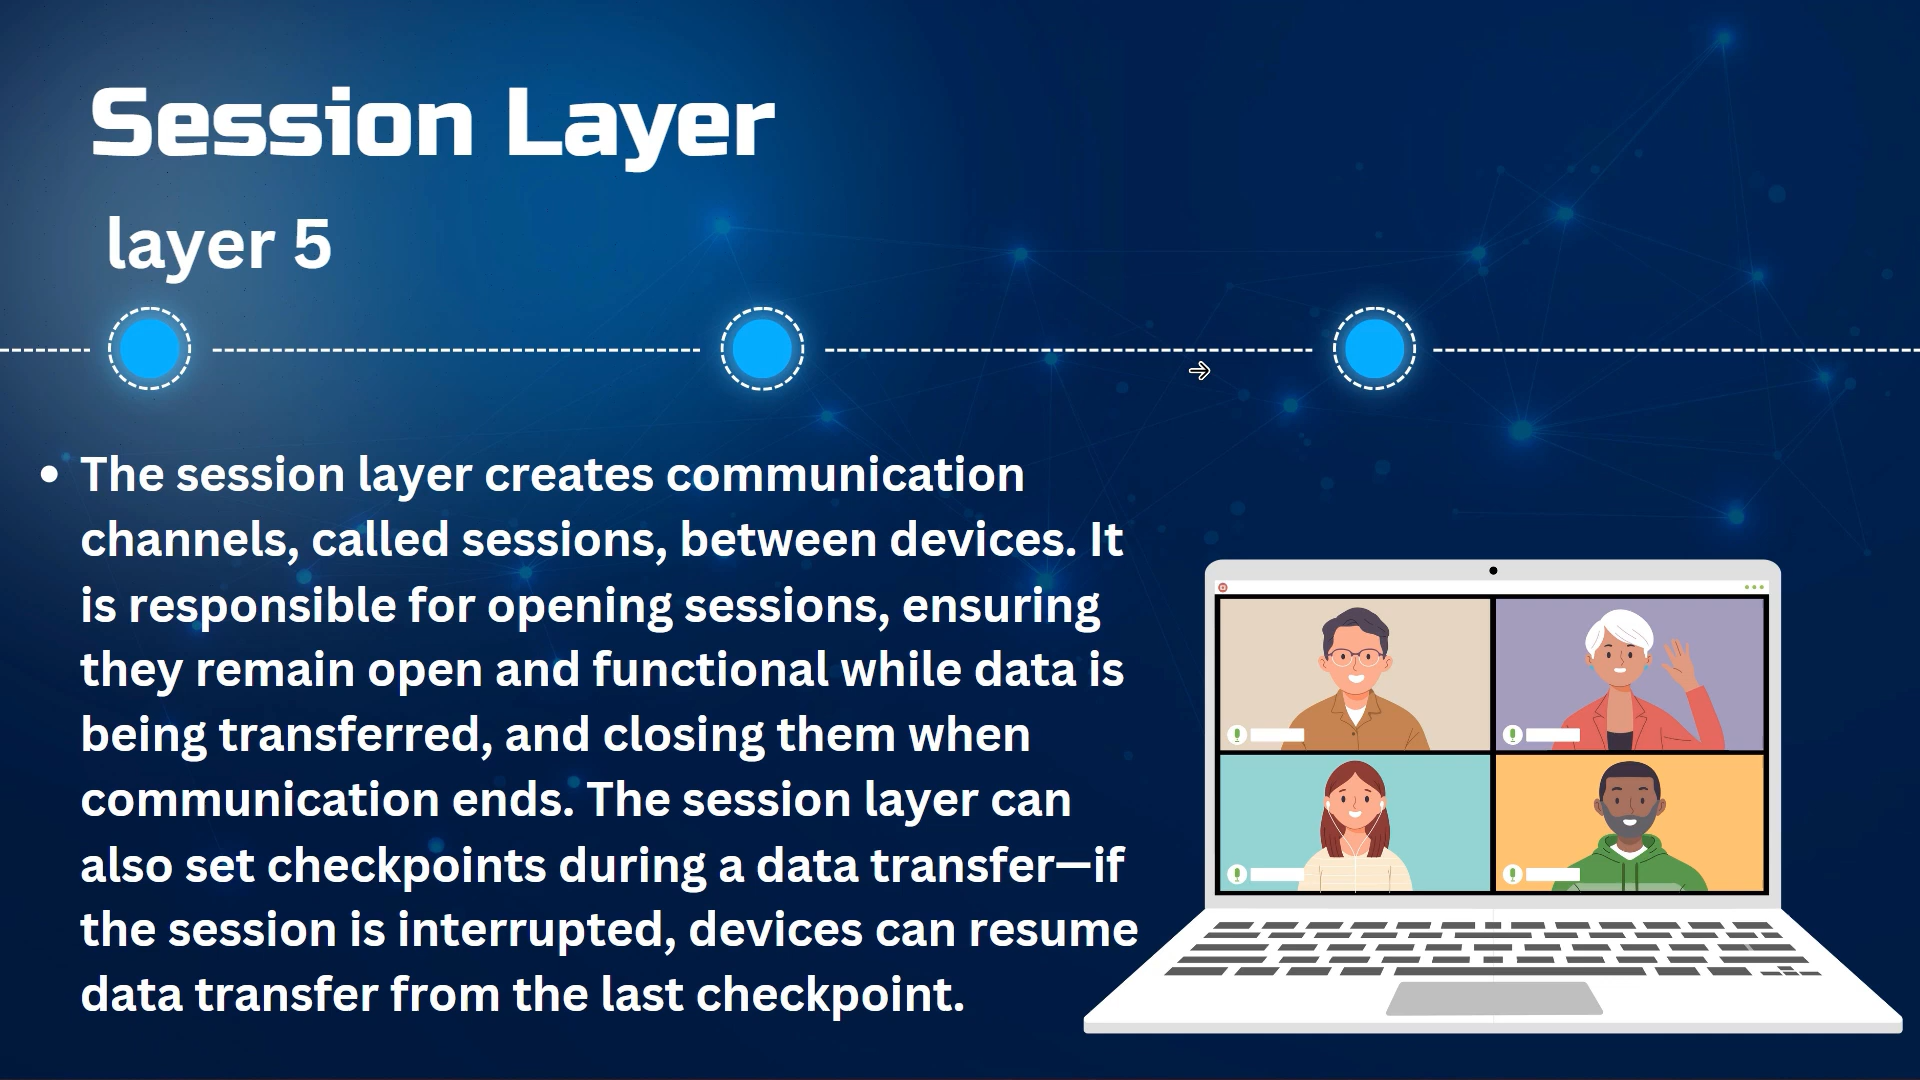 Session Layer
layer 5
• The session layer creates communication
channels, called sessions, between devices. It
is responsible for opening sessions, ensuring
they remain open and functional while data is
being transferred, and closing them when
communication ends. The session layer can
also set checkpoints during a data transfer—if
the session is interrupted, devices can resume
data transfer from the last checkpoint.